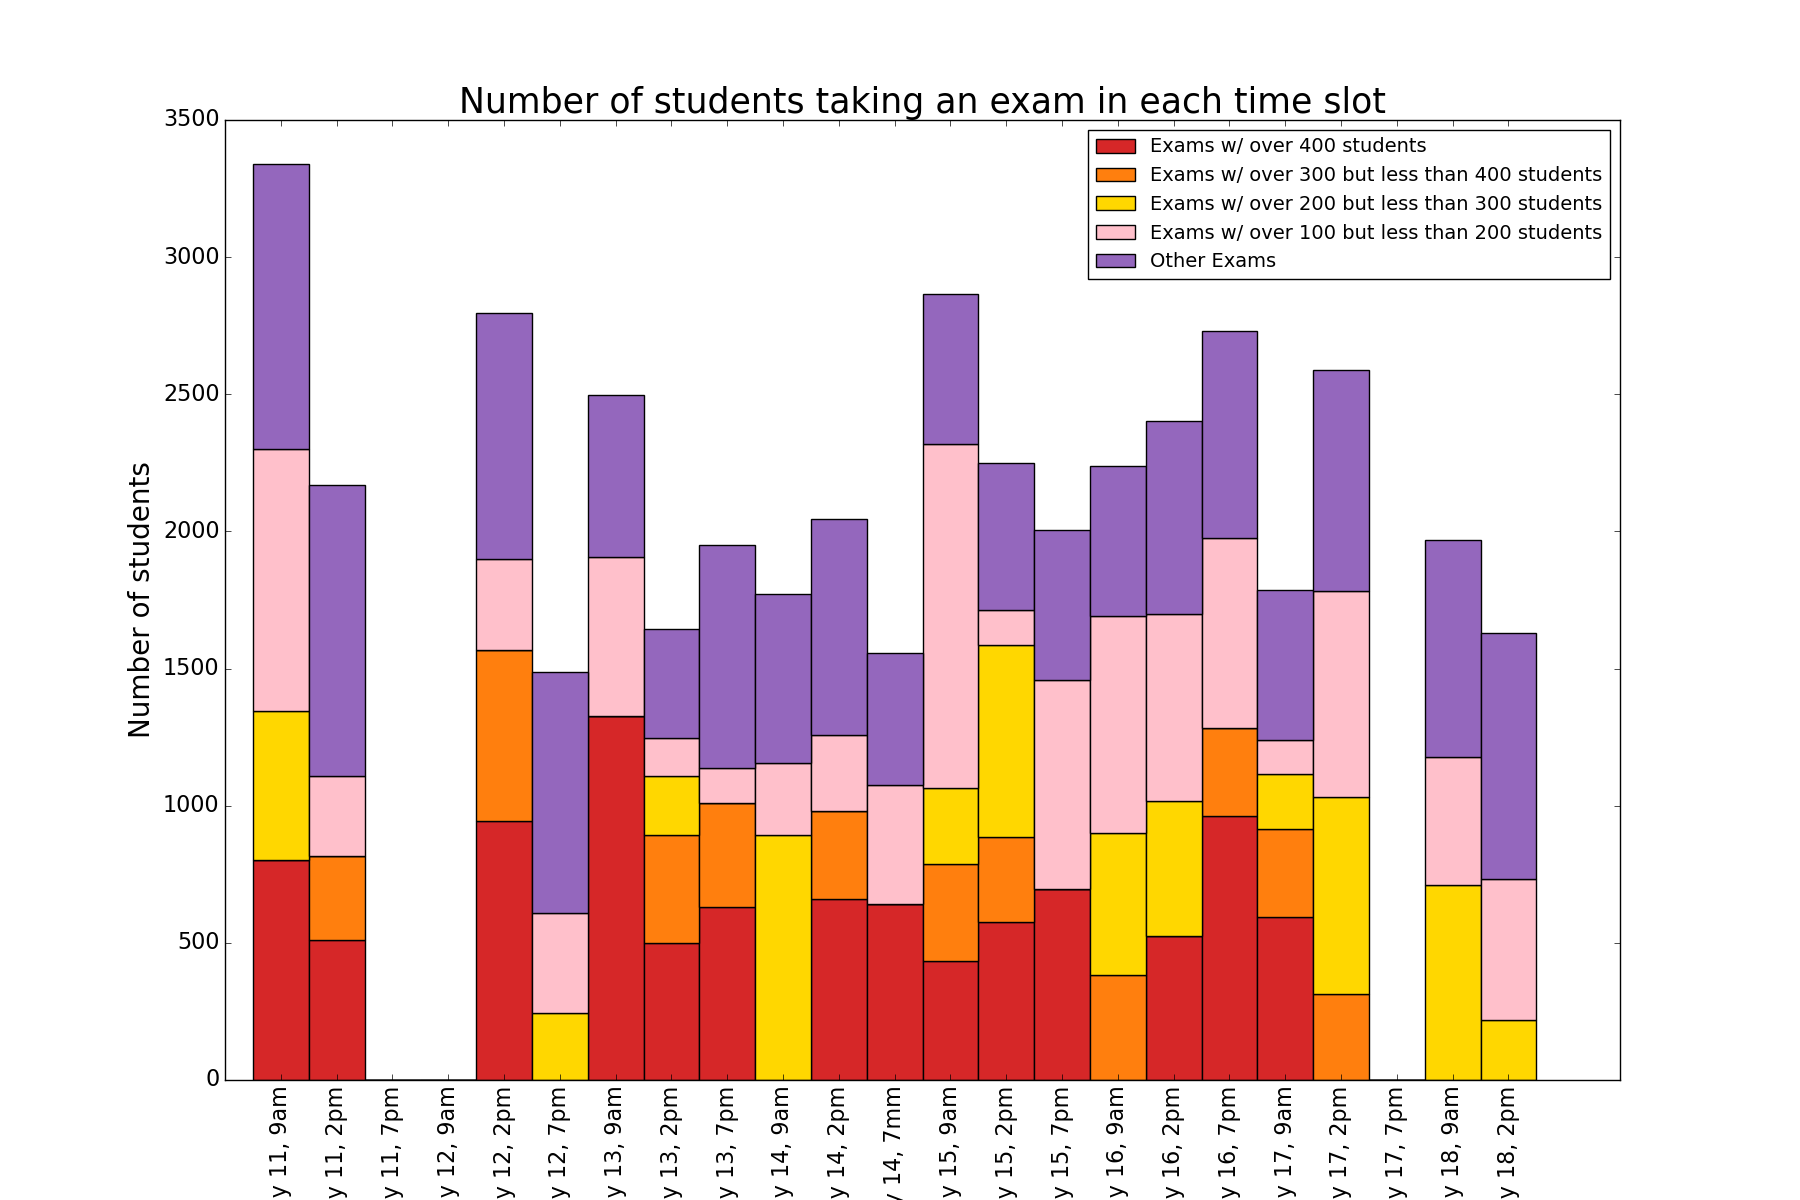 Number of students taking an exam in each time slot
Exams w/ over 400 students
Exams w/ over 300 but less than 400 students
Exams w/ over 200 but less than 300 students
Exams w/ over 100 but less than 200 students
Other Exams
Number of students
3500
3000
2500
2000
1500
1000
500
0
y 11, 9am
y 11, 2pm
y 11, 7pm
y 12, 9am
y 12, 2pm
y 12, 7pm
y 13, 9am
y 13, 2pm
y 13, 7pm
y 14, 9am
y 14, 2pm
y 14, 7mm
y 15, 9am
y 15, 2pm
y 15, 7pm
y 16, 9am
y 16, 2pm
y 16, 7pm
y 17, 9am
y 17, 2pm
y 17, 7pm
y 18, 9am
y 18, 2pm